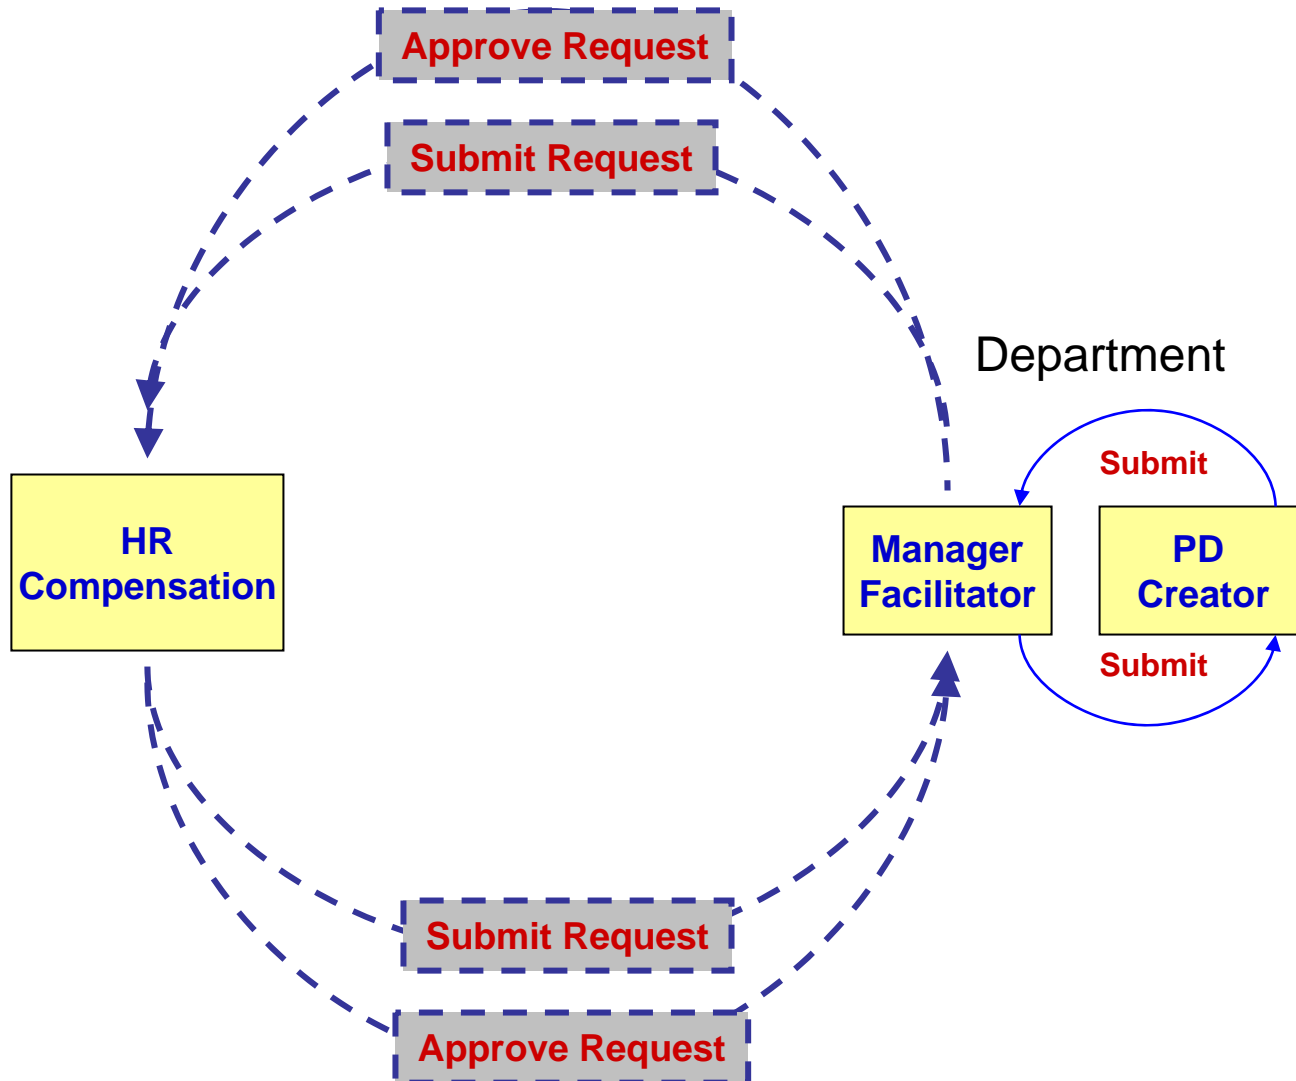 Approve Request
Submit Request
Department
Submit
HR
Compensation
Manager
Facilitator
PD
Creator
Submit
Submit Request
Approve Request